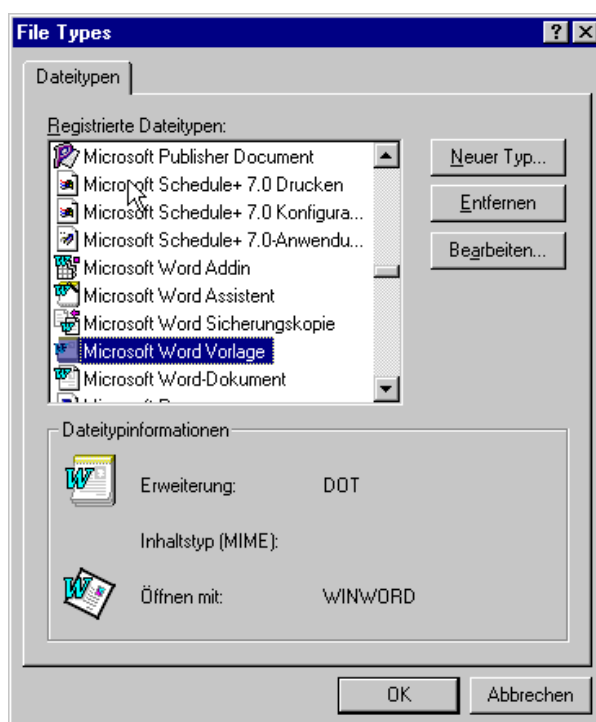 File Types
Dateitypen
Registrierte Dateitypen:
Microsoft Publisher Document
Microsoft Schedule+ 7.0 Drucken
Microsoft Schedule+ 7.0 Konfigura...
Microsoft Schedule+ 7.0-Anwendu...
Microsoft Word Addin
Microsoft Word Assistent
Microsoft Word Sicherungskopie
Microsoft Word Vorlage
Microsoft Word-Dokument
Neuer Typ...
Entfernen
Bearbeiten...
Dateitypinformationen
Erweiterung: DOT
Inhaltstyp (MIME):
Öffnen mit: WINWORD
OK Abbrechen